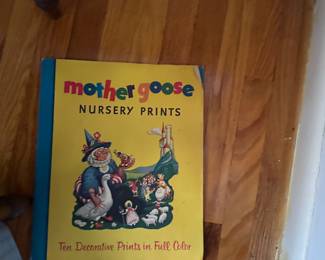 mother goose
NURSERY PRINTS
Ten Decorative Prints in Full Color